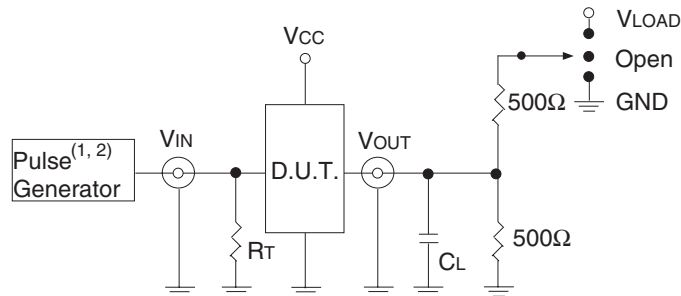 VLOAD
VCC
Open
500Ω
GND
VIN
VOUT
Pulse(1, 2)
Generator
D.U.T.
RT
CL
500Ω